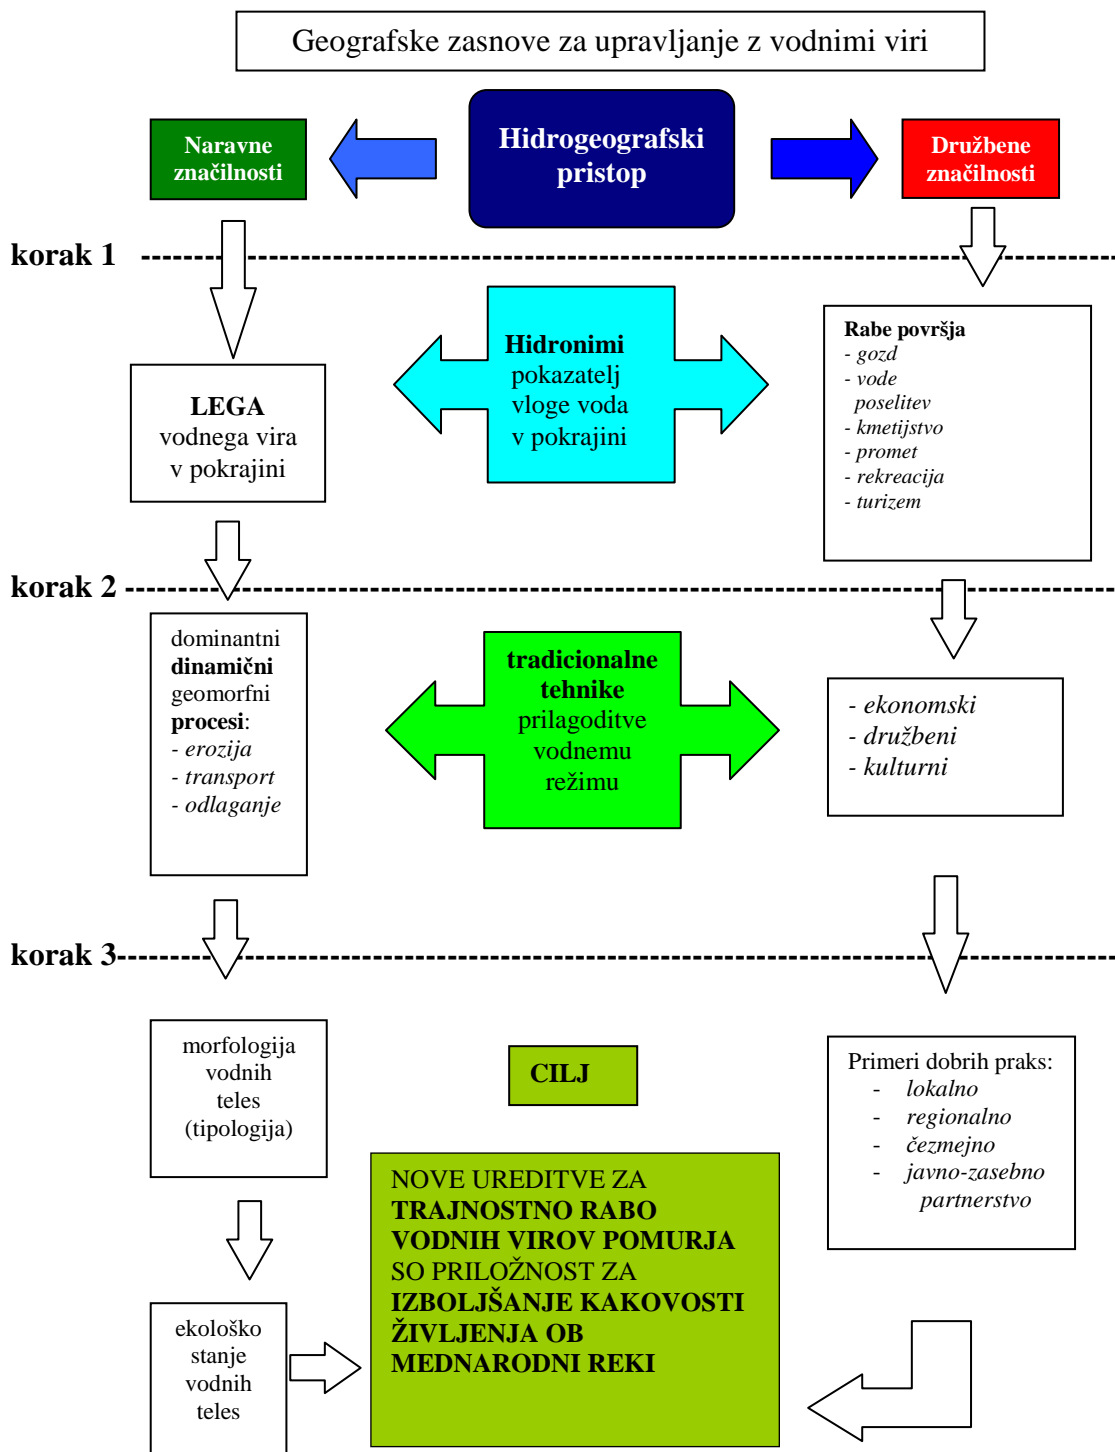 Geografske zasnove za upravljanje z vodnimi viri
Hidrogeografski
pristop
Naravne
značilnosti
Družbene
značilnosti
korak 1
LEGA
vodnega vira
v pokrajini
Hidronimi
pokazatelj
vloge voda
v pokrajini
Rabe površja
- gozd
- vode
poselitev
- kmetijstvo
- promet
- rekreacija
- turizem
korak 2
dominantni
dinamični
geomorfni
procesi:
- erozija
- transport
- odlaganje
tradicionalne
tehnike
prilagoditve
vodnemu
režimu
- ekonomski
- družbeni
- kulturni
korak 3
morfologija
vodnih
teles
(tipologija)
CILJ
Primeri dobrih praks:
- lokalno
- regionalno
- čezmejno
- javno-zasebno
partnerstvo
NOVE UREDITVE ZA
TRAJNOSTNO RABO
VODNIH VIROV POMURJA
SO PRILOŽNOST ZA
IZBOLJŠANJE KAKOVOSTI
ŽIVLJENJA OB
MEDNARODNI REKI
ekološko
stanje
vodnih
teles